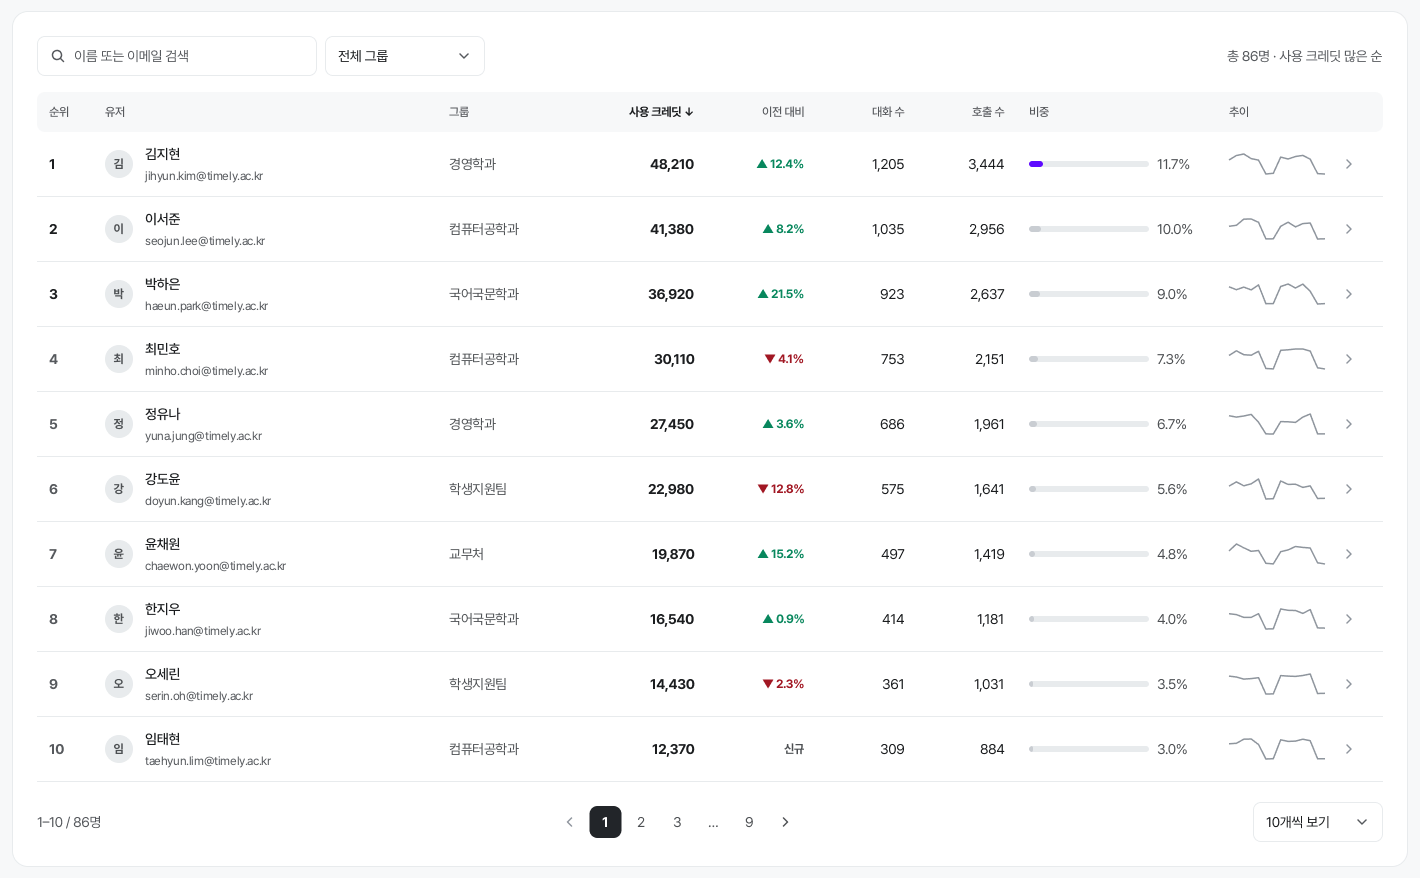 이름 또는 이메일 검색
전체 그룹
총 86명 · 사용 크레딧 많은 순
순위 유저 그룹 사용 크레딧 ↓ 이전 대비 대화 수 호출 수 비중 추이
1 김 김지현 경영학과 48,210 ▲ 12.4% 1,205 3,444 11.7%
jihyun.kim@timely.ac.kr
2 이 이서준 컴퓨터공학과 41,380 ▲ 8.2% 1,035 2,956 10.0%
seojun.lee@timely.ac.kr
3 박 박하은 국어국문학과 36,920 ▲ 21.5% 923 2,637 9.0%
haeun.park@timely.ac.kr
4 최 최민호 컴퓨터공학과 30,110 ▼ 4.1% 753 2,151 7.3%
minho.choi@timely.ac.kr
5 정 정유나 경영학과 27,450 ▲ 3.6% 686 1,961 6.7%
yuna.jung@timely.ac.kr
6 강 강도윤 학생지원팀 22,980 ▼ 12.8% 575 1,641 5.6%
doyun.kang@timely.ac.kr
7 윤 윤채원 교무처 19,870 ▲ 15.2% 497 1,419 4.8%
chaewon.yoon@timely.ac.kr
8 한 한지우 국어국문학과 16,540 ▲ 0.9% 414 1,181 4.0%
jiwoo.han@timely.ac.kr
9 오 오세린 학생지원팀 14,430 ▼ 2.3% 361 1,031 3.5%
serin.oh@timely.ac.kr
10 임 임태현 컴퓨터공학과 12,370 신규 309 884 3.0%
taehyun.lim@timely.ac.kr
1–10 / 86명
1 2 3 ... 9
10개씩 보기